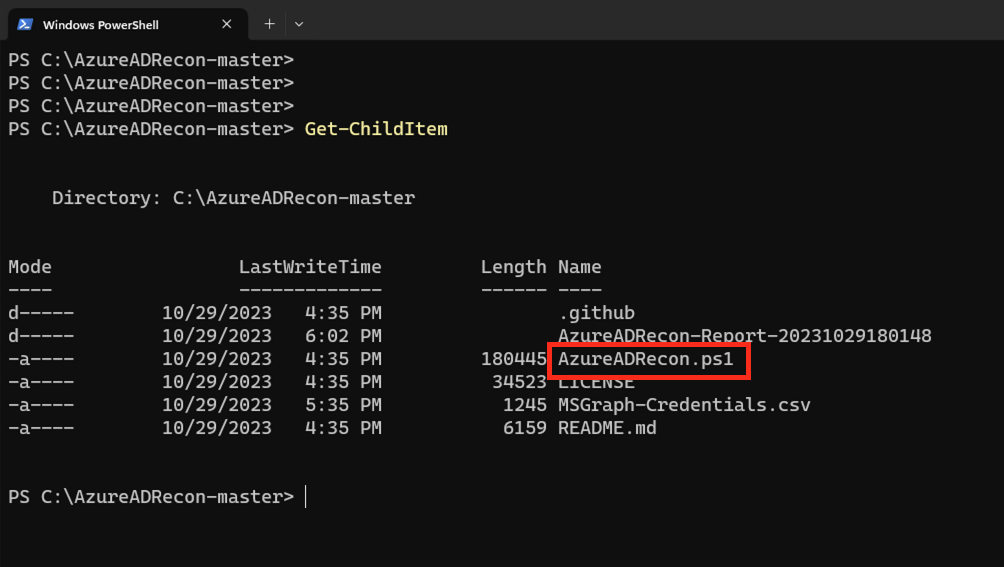 Windows PowerShell
PS C:\AzureADRecon-master>
PS C:\AzureADRecon-master>
PS C:\AzureADRecon-master>
PS C:\AzureADRecon-master> Get-ChildItem
Directory: C:\AzureADRecon-master
Mode LastWriteTime Length Name
---- ------------- ------ ----
d----- 10/29/2023 4:35 PM .github
d----- 10/29/2023 6:02 PM AzureADRecon-Report-20231029180148
-a---- 10/29/2023 4:35 PM 180445 AzureADRecon.ps1
-a---- 10/29/2023 4:35 PM 34523 LICENSE
-a---- 10/29/2023 5:35 PM 1245 MSGraph-Credentials.csv
-a---- 10/29/2023 4:35 PM 6159 README.md
PS C:\AzureADRecon-master>